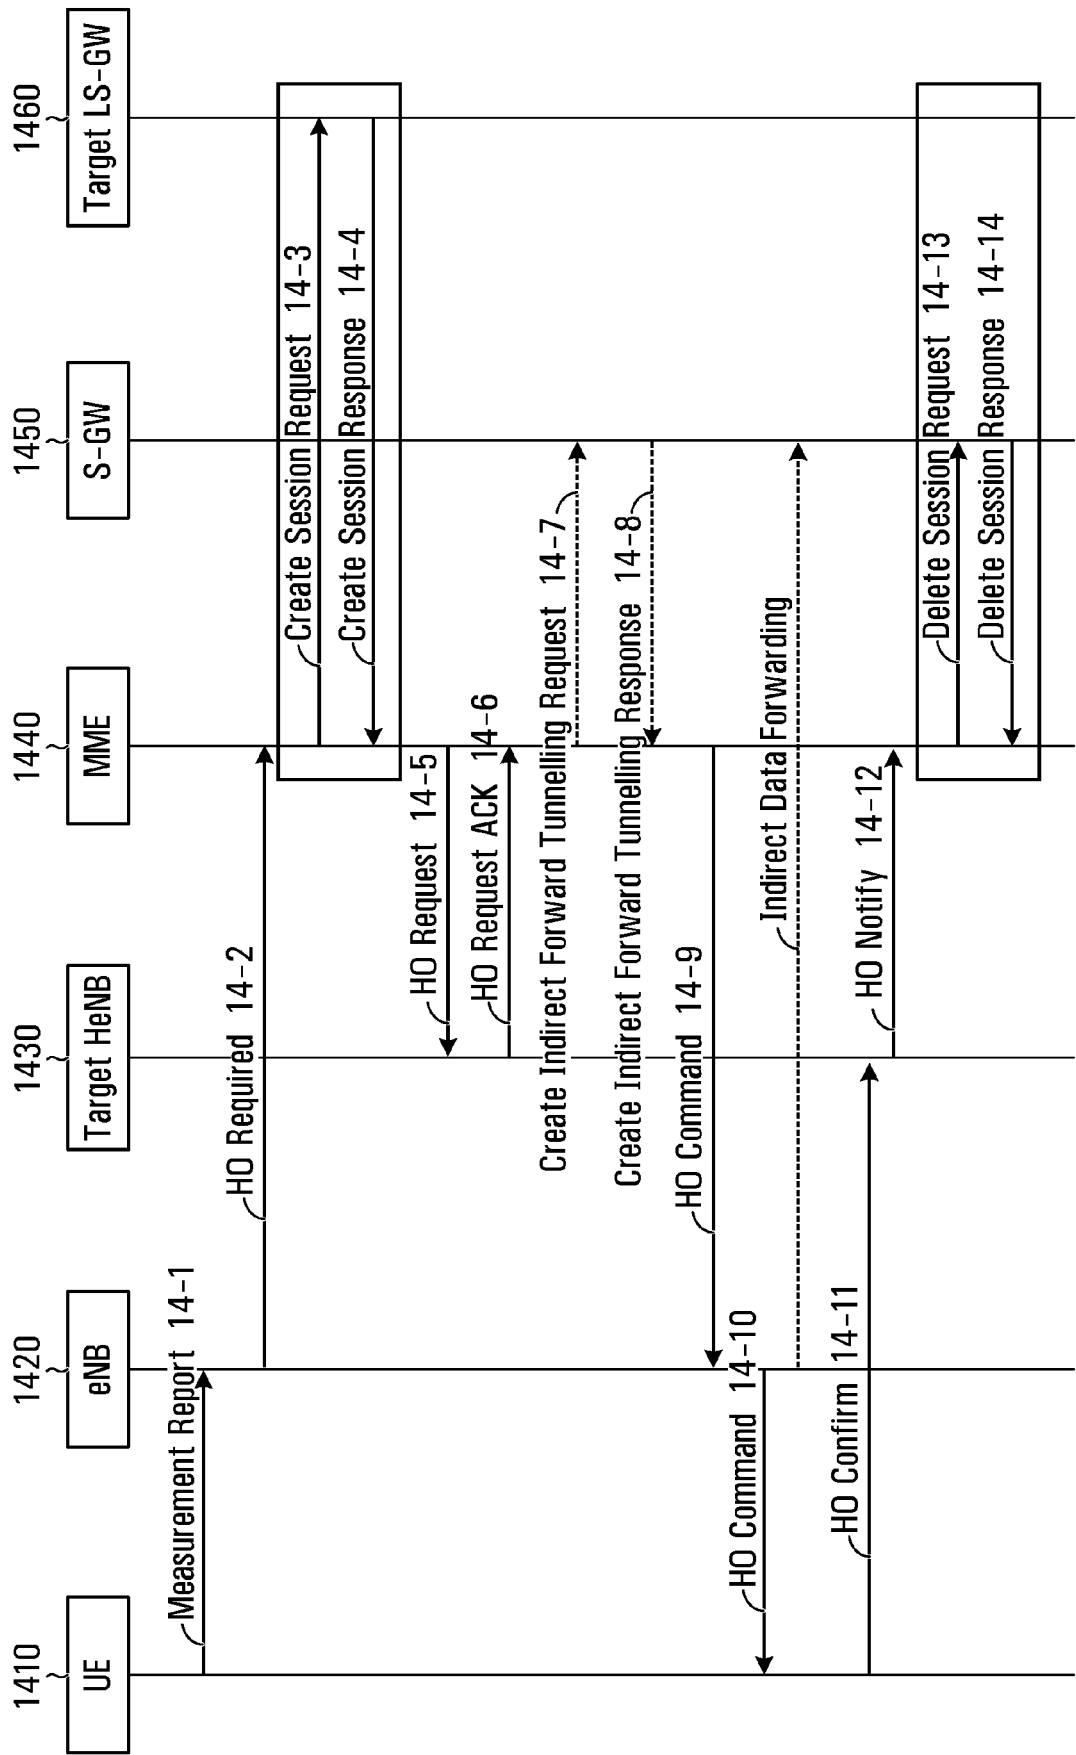 1410
1420
1430
1440
1450
1460
UE
eNB
Target HeNB
MME
S-GW
Target LS-GW
Measurement Report 14-1
HO Required 14-2
Create Session Request 14-3
Create Session Response 14-4
HO Request 14-5
HO Request ACK 14-6
Create Indirect Forward Tunnelling Request 14-7
Create Indirect Forward Tunnelling Response 14-8
HO Command 14-9
HO Command 14-10
Indirect Data Forwarding
HO Confirm 14-11
HO Notify 14-12
Delete Session Request 14-13
Delete Session Response 14-14